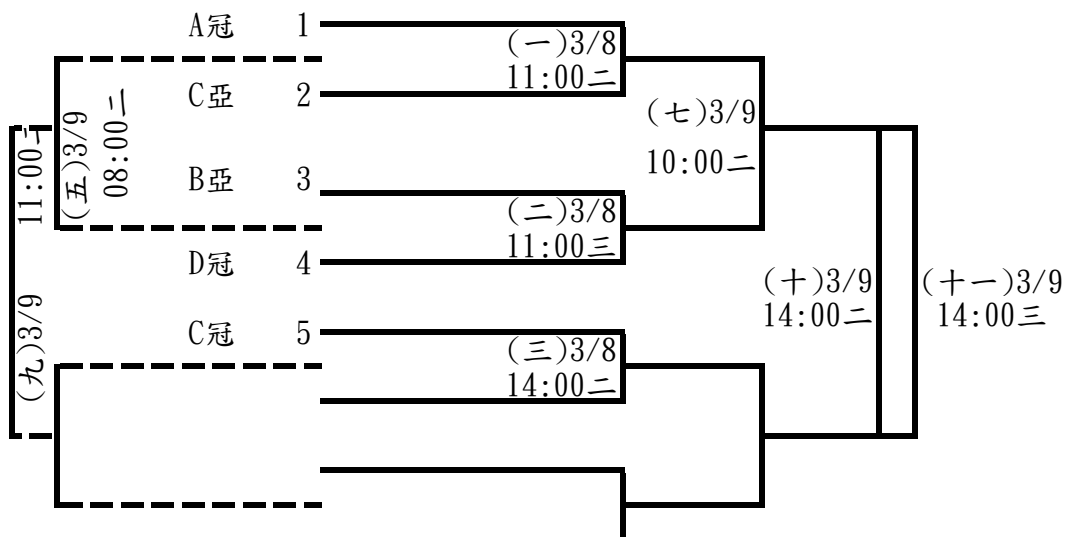 A冠 1
(一)3/8
11:00二
C亞 2
(七)3/9
10:00二
(五)3/9
08:00二
11:00二
B亞 3
(二)3/8
11:00三
D冠 4
(十)3/9
14:00二
(十一)3/9
14:00三
(九)3/9
C冠 5
(三)3/8
14:00二